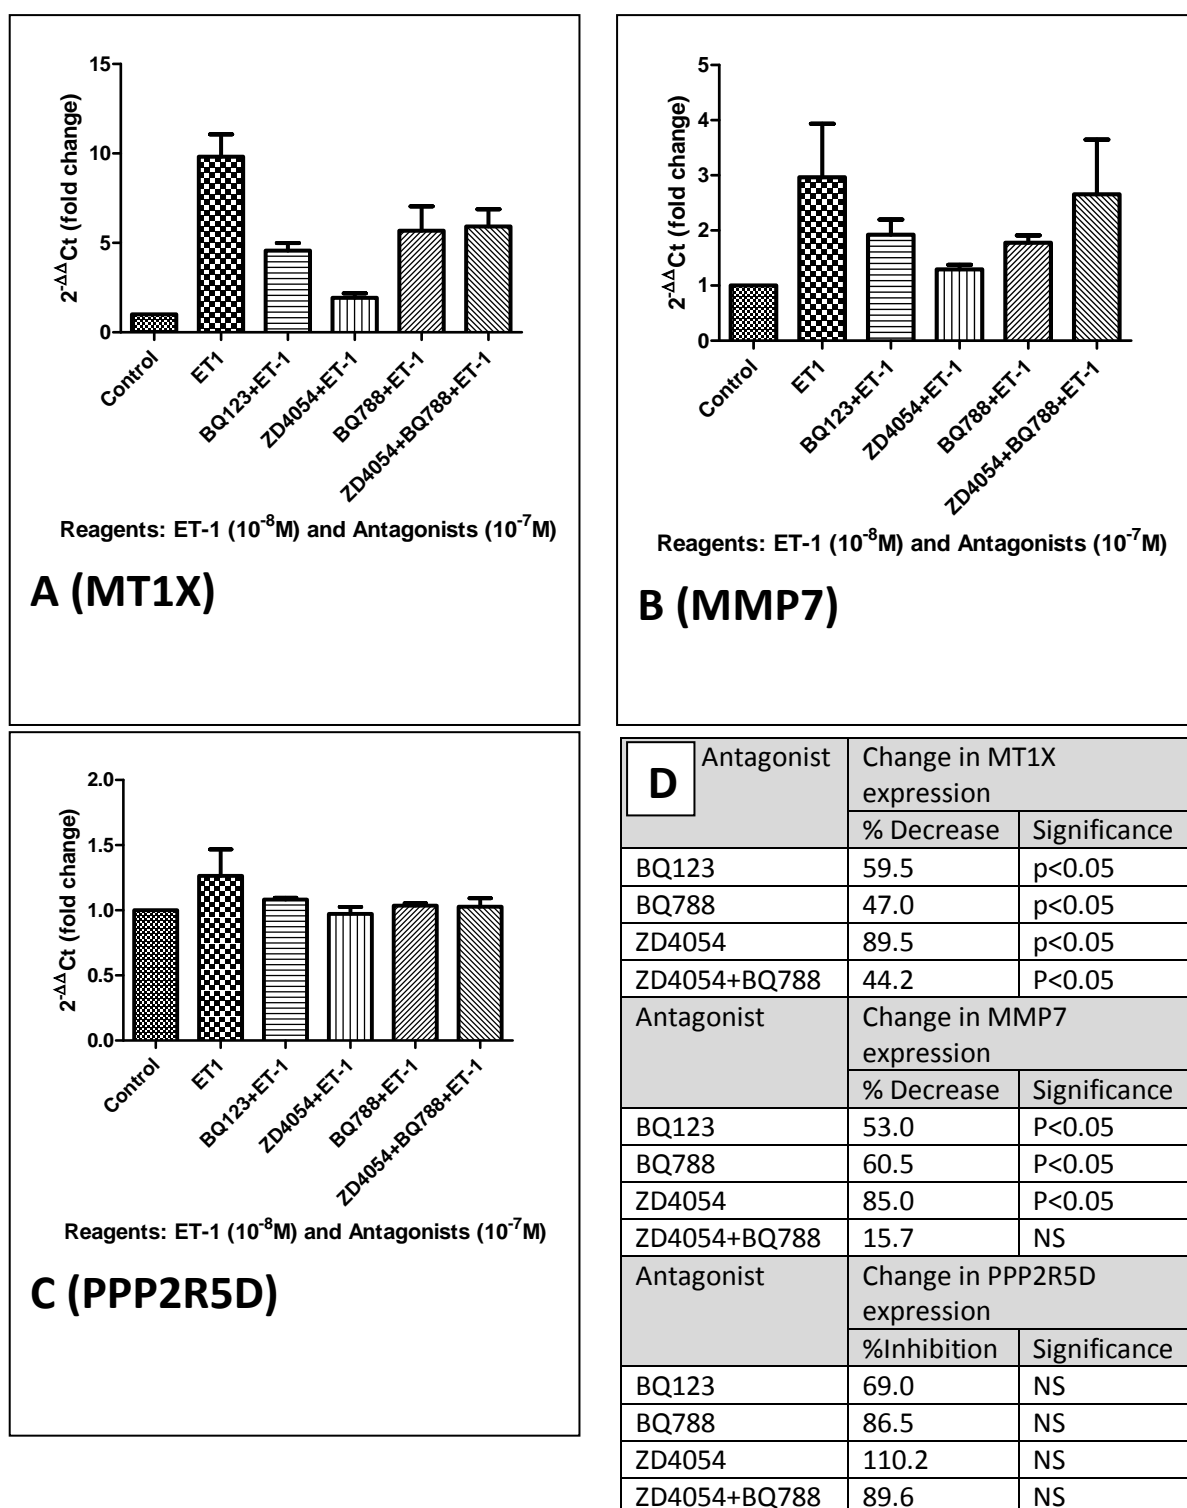 15
10
5
0
2^-ΔΔCt (fold change)
Control
ET1
BQ123+ET-1
ZD4054+ET-1
BQ788+ET-1
ZD4054+BQ788+ET-1
Reagents: ET-1 (10^-8M) and Antagonists (10^-7M)
A (MT1X)
5
4
3
2
1
0
2^-ΔΔCt (fold change)
Control
ET1
BQ123+ET-1
ZD4054+ET-1
BQ788+ET-1
ZD4054+BQ788+ET-1
Reagents: ET-1 (10^-8M) and Antagonists (10^-7M)
B (MMP7)
2.0
1.5
1.0
0.5
0.0
2^-ΔΔCt (fold change)
Control
ET1
BQ123+ET-1
ZD4054+ET-1
BQ788+ET-1
ZD4054+BQ788+ET-1
Reagents: ET-1 (10^-8M) and Antagonists (10^-7M)
C (PPP2R5D)
D
Antagonist Change in MT1X
expression
% Decrease Significance
BQ123 59.5 p<0.05
BQ788 47.0 p<0.05
ZD4054 89.5 p<0.05
ZD4054+BQ788 44.2 P<0.05
Antagonist Change in MMP7
expression
% Decrease Significance
BQ123 53.0 P<0.05
BQ788 60.5 P<0.05
ZD4054 85.0 P<0.05
ZD4054+BQ788 15.7 NS
Antagonist Change in PPP2R5D
expression
%Inhibition Significance
BQ123 69.0 NS
BQ788 86.5 NS
ZD4054 110.2 NS
ZD4054+BQ788 89.6 NS